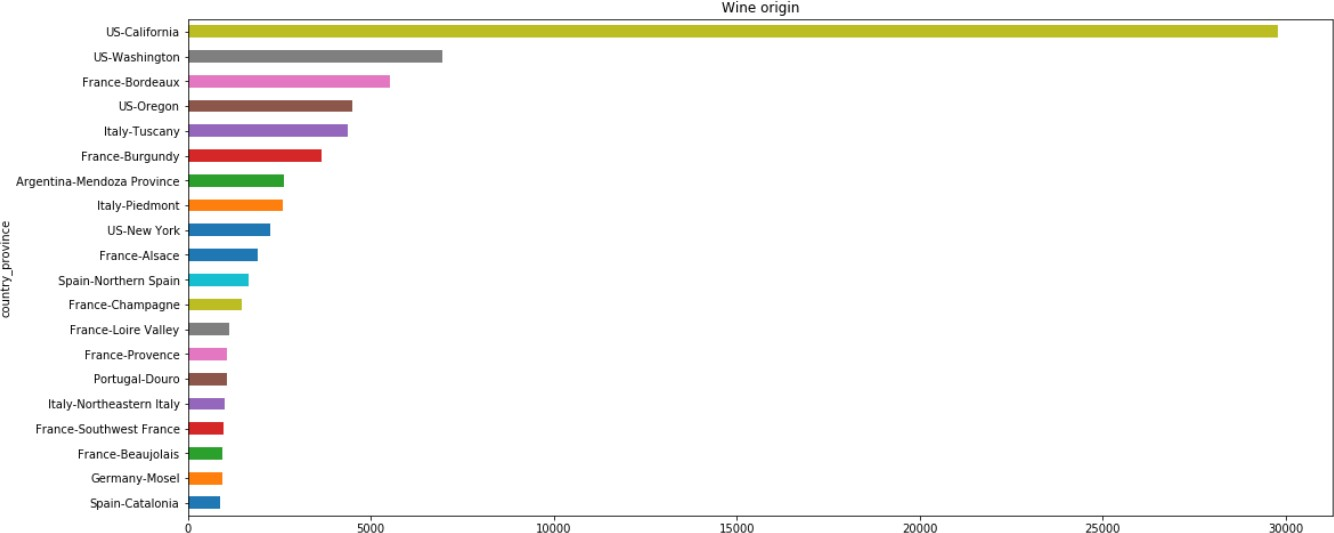 Wine origin
US-California
US-Washington
France-Bordeaux
US-Oregon
Italy-Tuscany
France-Burgundy
Argentina-Mendoza Province
Italy-Piedmont
US-New York
France-Alsace
Spain-Northern Spain
France-Champagne
France-Loire Valley
France-Provence
Portugal-Douro
Italy-Northeastern Italy
France-Southwest France
France-Beaujolais
Germany-Mosel
Spain-Catalonia
country_province
0 5000 10000 15000 20000 25000 30000